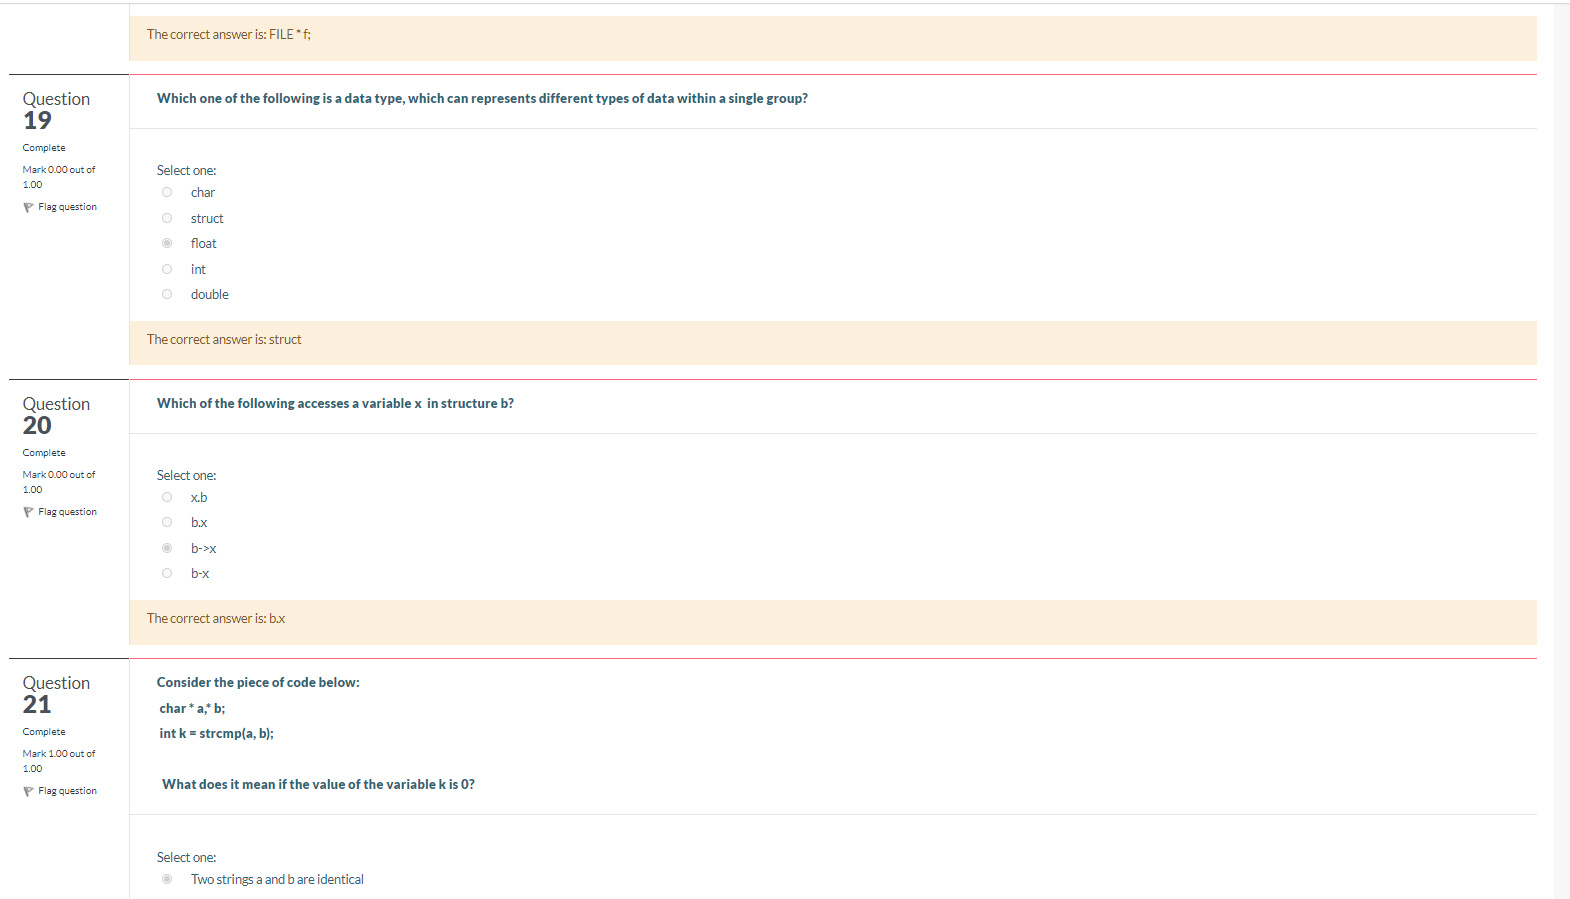 The correct answer is: FILE * f;
Question
19
Complete
Mark 0.00 out of
1.00
Flag question
Which one of the following is a data type, which can represents different types of data within a single group?
Select one:
char
struct
float
int
double
The correct answer is: struct
Question
20
Complete
Mark 0.00 out of
1.00
Flag question
Which of the following accesses a variable x in structure b?
Select one:
x.b
b.x
b->x
b-x
The correct answer is: b.x
Question
21
Complete
Mark 1.00 out of
1.00
Flag question
Consider the piece of code below:
char * a,* b;
int k = strcmp(a, b);
What does it mean if the value of the variable k is 0?
Select one:
Two strings a and b are identical